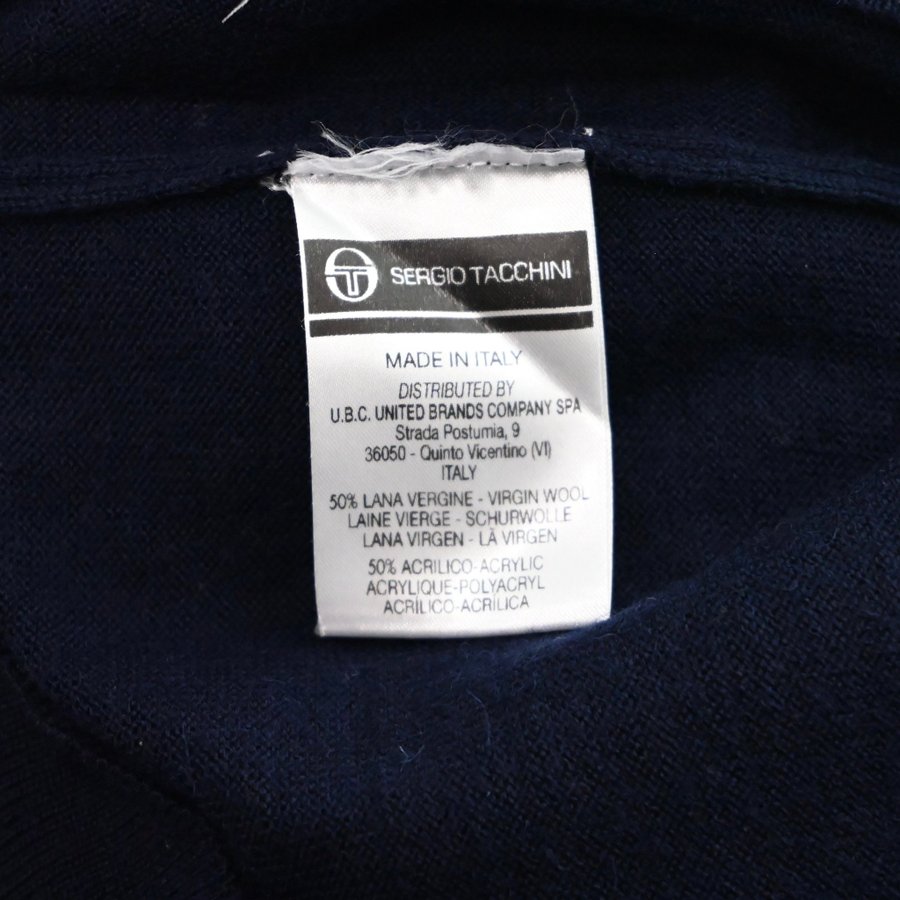 SERGIO TACCHINI
MADE IN ITALY
DISTRIBUTED BY
U.B.C. UNITED BRANDS COMPANY SPA
Strada Postumia, 9
36050 - Quinto Vicentino (VI)
ITALY
50% LANA VERGINE - VIRGIN WOOL
LAINE VIERGE - SCHURWOLLE
LANA VIRGEN - LÀ VIRGEN
50% ACRILICO-ACRYLIC
ACRYLIQUE-POLYACRYL
ACRÍLICO-ACRÍLICA